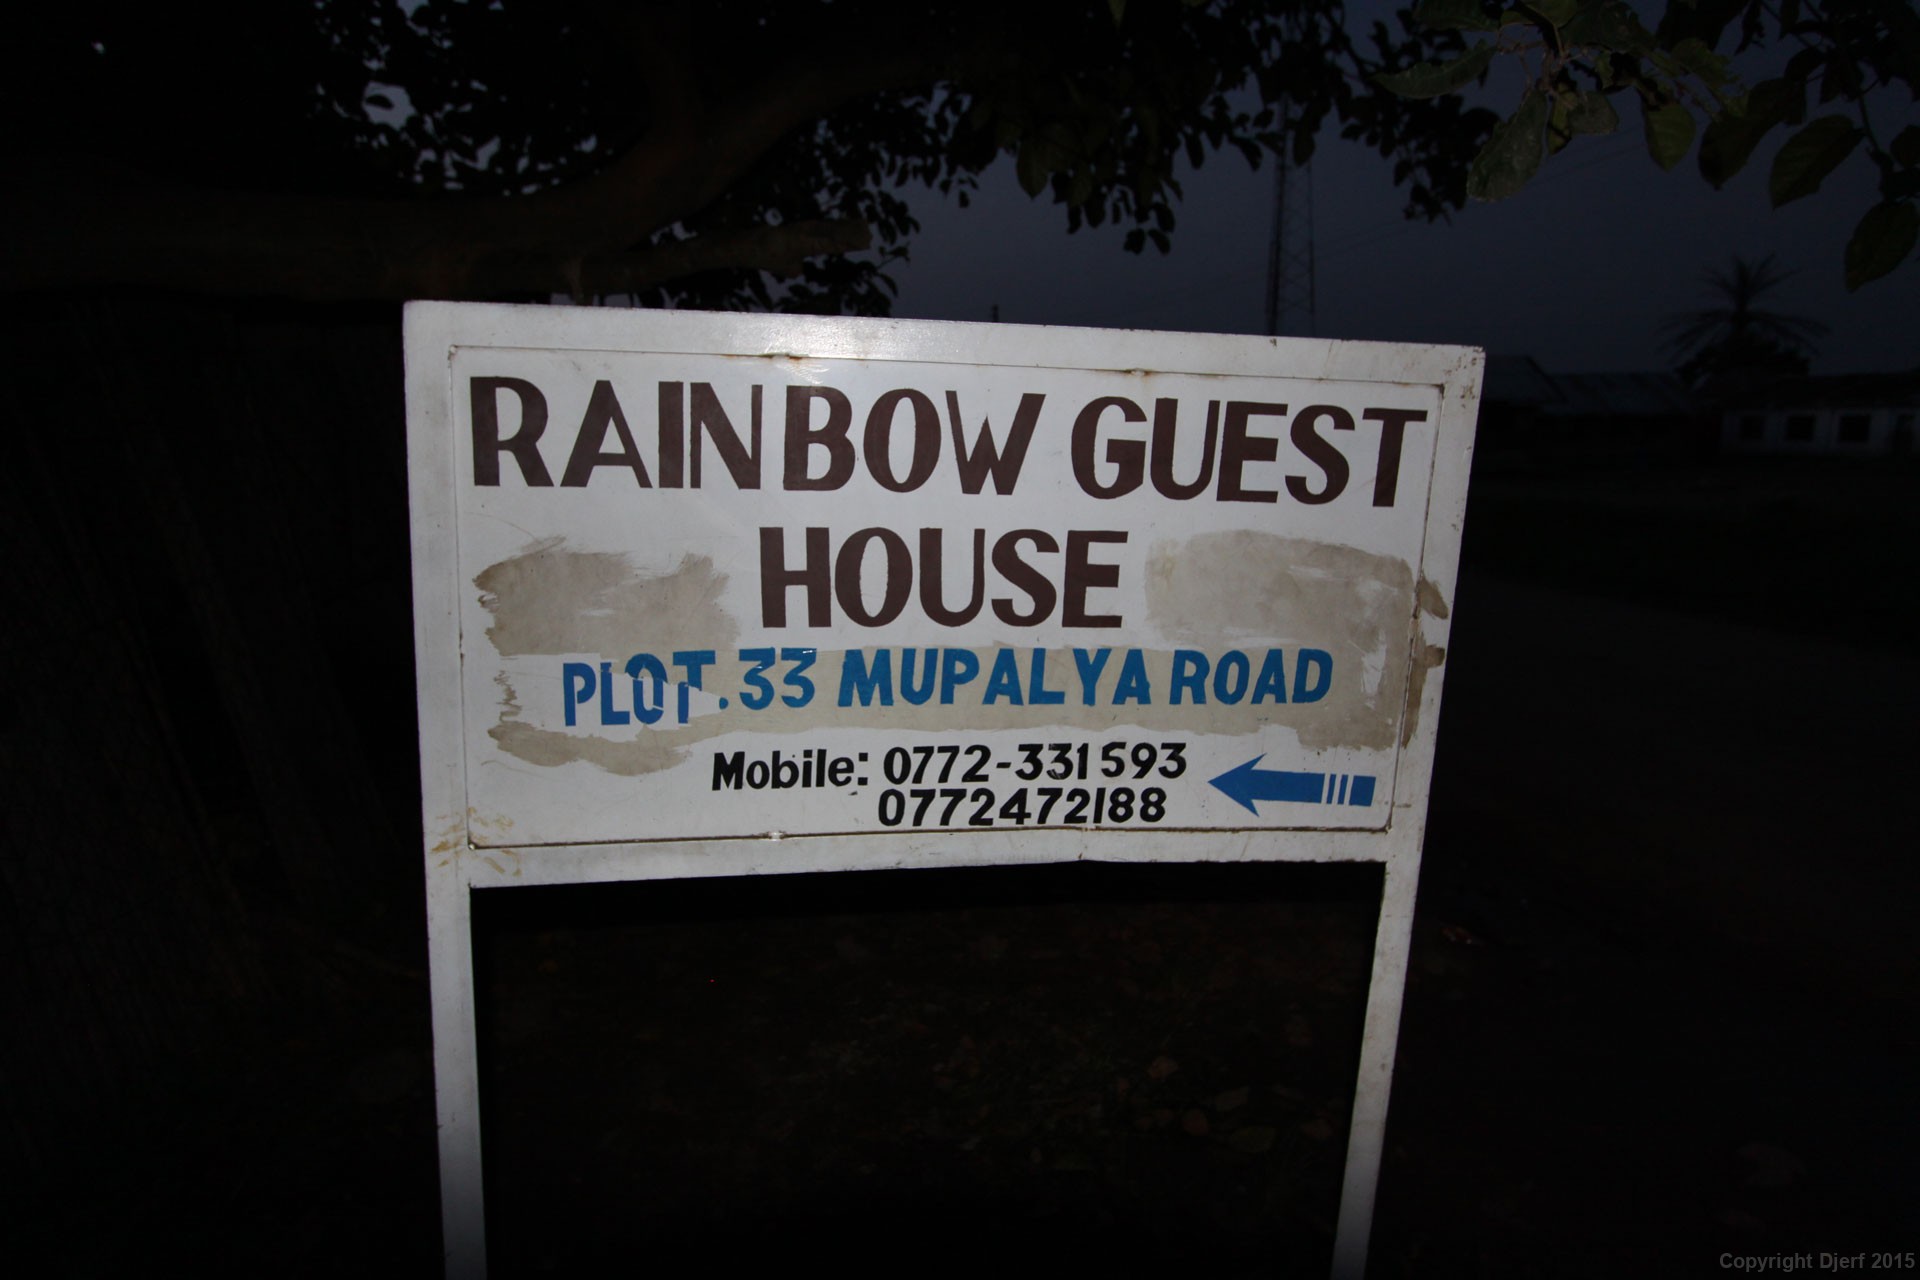 RAINBOW GUEST
HOUSE
PLOT.33 MUPALYA ROAD
Mobile: 0772-331593
0772472188
Copyright Djerf 2015